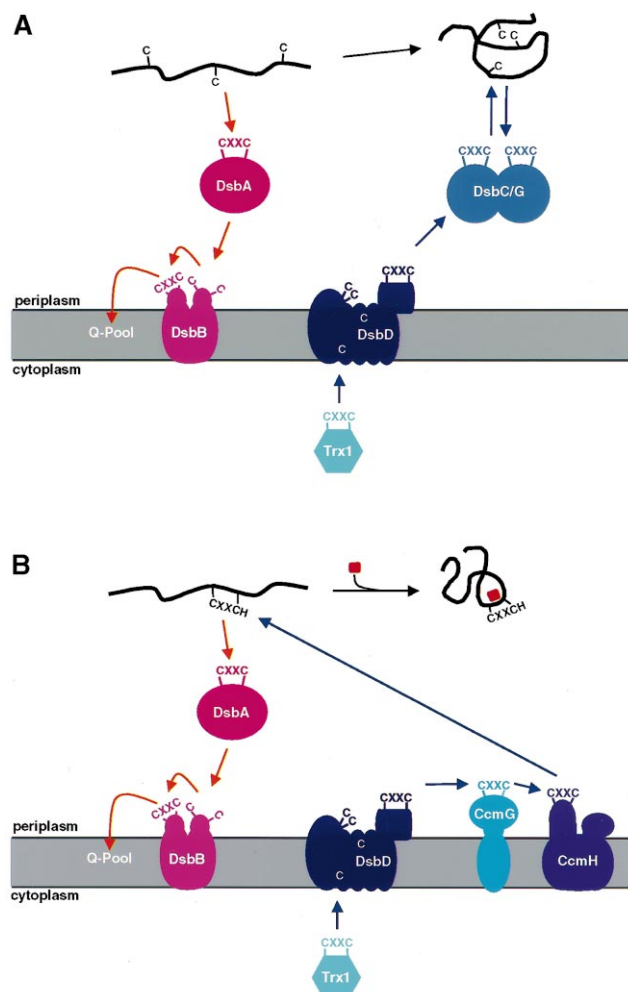 A
C
C
C
C
C C
C
CXXC
DsbA
CXXC CXXC
DsbC/G
CXXC
C
C
CXXC
C
C
periplasm
Q-Pool
DsbB
C
DsbD
C
cytoplasm
CXXC
Trx1
B
CXXCH
CXXCH
CXXC
DsbA
CXXC
C
C
C
C
CXXC
CXXC
CcmG
CXXC
periplasm
Q-Pool
DsbB
C
DsbD
C
CcmH
cytoplasm
CXXC
Trx1